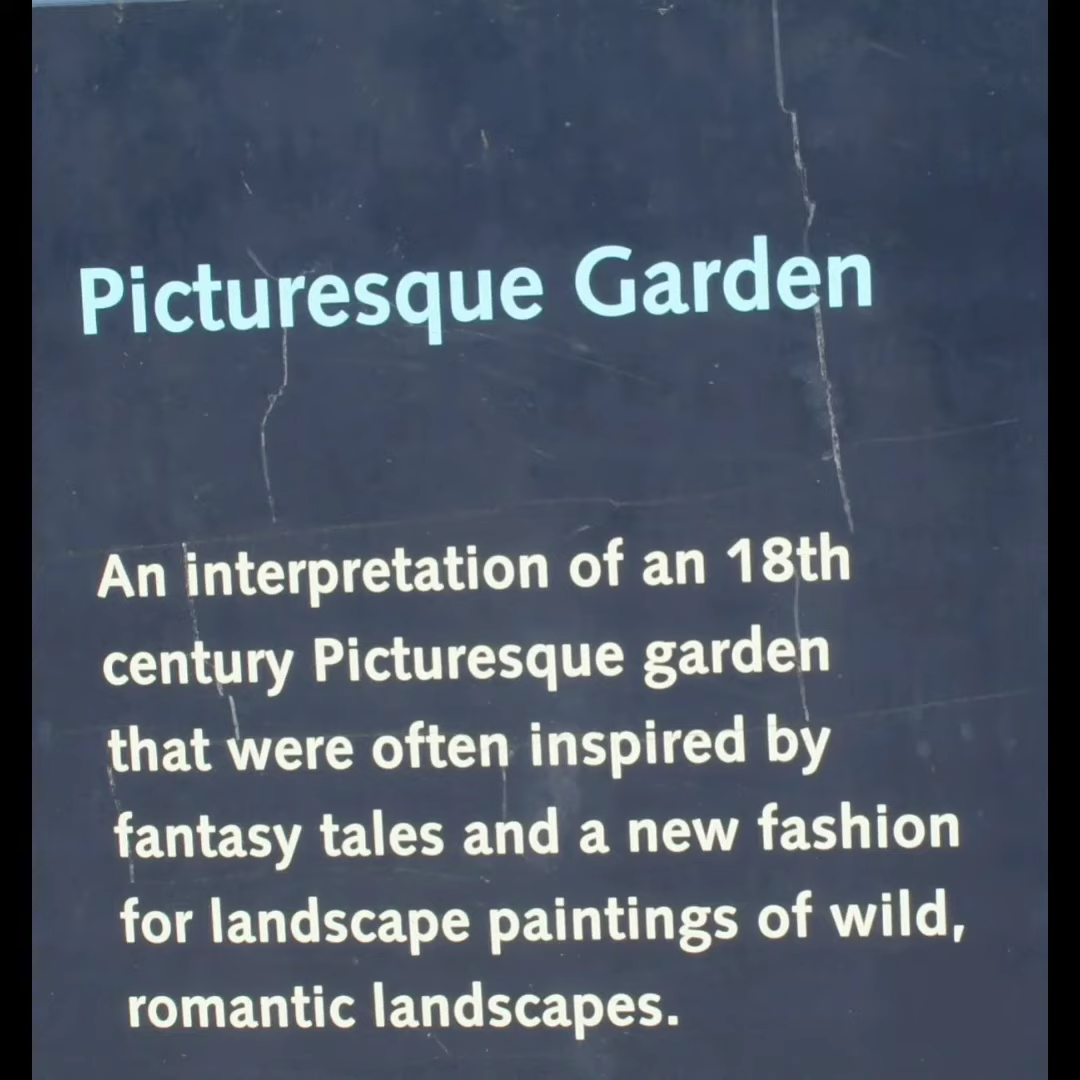 Picturesque Garden
An interpretation of an 18th
century Picturesque garden
that were often inspired by
fantasy tales and a new fashion
for landscape paintings of wild,
romantic landscapes.